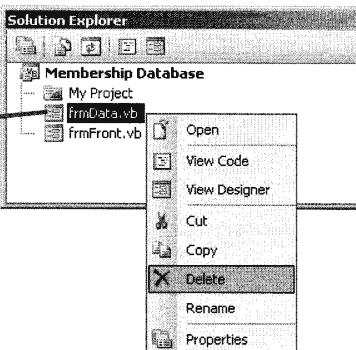 Solution Explorer
Membership Database
My Project
frmData.vb
frmFront.vb
Open
View Code
View Designer
Cut
Copy
Delete
Rename
Properties